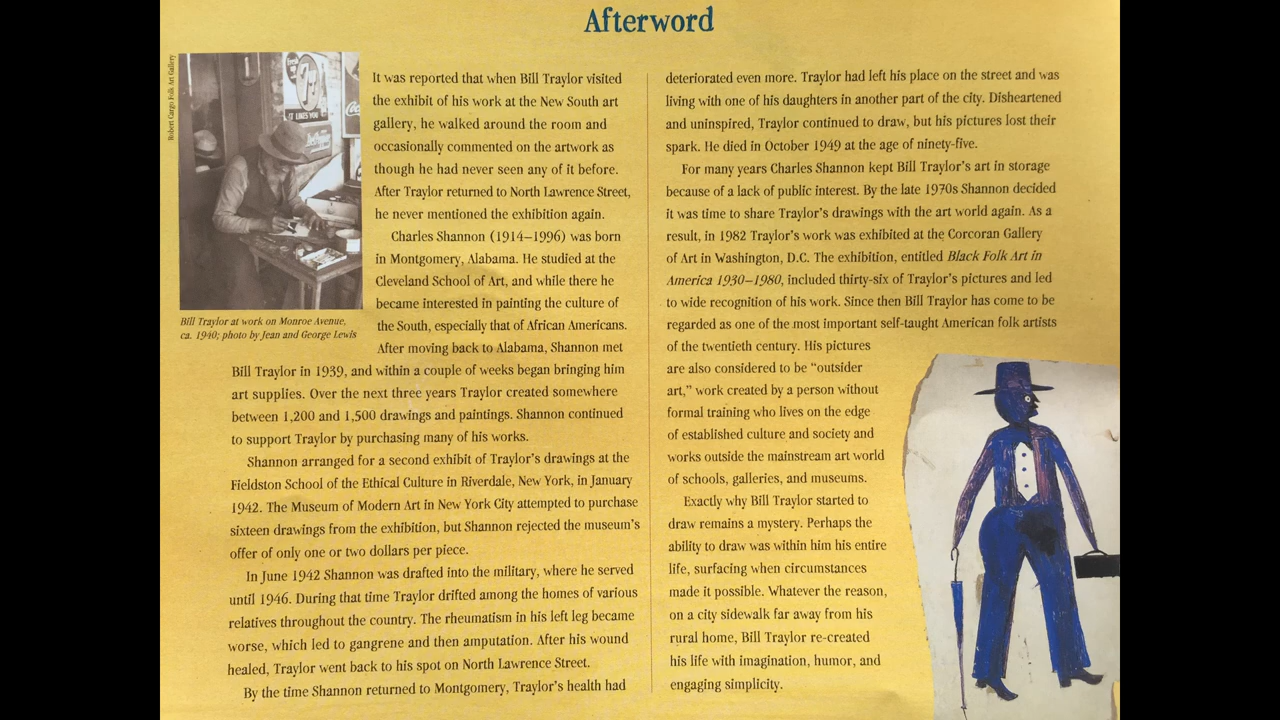 Afterword
Robert Cargo Folk Art Gallery
Fresh
up
7up
IT LIKES YOU
Bill Traylor at work on Monroe Avenue,
ca. 1940; photo by Jean and George Lewis
It was reported that when Bill Traylor visited
the exhibit of his work at the New South art
gallery, he walked around the room and
occasionally commented on the artwork as
though he had never seen any of it before.
After Traylor returned to North Lawrence Street,
he never mentioned the exhibition again.
Charles Shannon (1914–1996) was born
in Montgomery, Alabama. He studied at the
Cleveland School of Art, and while there he
became interested in painting the culture of
the South, especially that of African Americans.
After moving back to Alabama, Shannon met
Bill Traylor in 1939, and within a couple of weeks began bringing him
art supplies. Over the next three years Traylor created somewhere
between 1,200 and 1,500 drawings and paintings. Shannon continued
to support Traylor by purchasing many of his works.
Shannon arranged for a second exhibit of Traylor's drawings at the
Fieldston School of the Ethical Culture in Riverdale, New York, in January
1942. The Museum of Modern Art in New York City attempted to purchase
sixteen drawings from the exhibition, but Shannon rejected the museum's
offer of only one or two dollars per piece.
In June 1942 Shannon was drafted into the military, where he served
until 1946. During that time Traylor drifted among the homes of various
relatives throughout the country. The rheumatism in his left leg became
worse, which led to gangrene and then amputation. After his wound
healed, Traylor went back to his spot on North Lawrence Street.
By the time Shannon returned to Montgomery, Traylor's health had
deteriorated even more. Traylor had left his place on the street and was
living with one of his daughters in another part of the city. Disheartened
and uninspired, Traylor continued to draw, but his pictures lost their
spark. He died in October 1949 at the age of ninety-five.
For many years Charles Shannon kept Bill Traylor's art in storage
because of a lack of public interest. By the late 1970s Shannon decided
it was time to share Traylor's drawings with the art world again. As a
result, in 1982 Traylor's work was exhibited at the Corcoran Gallery
of Art in Washington, D.C. The exhibition, entitled Black Folk Art in
America 1930–1980, included thirty-six of Traylor's pictures and led
to wide recognition of his work. Since then Bill Traylor has come to be
regarded as one of the most important self-taught American folk artists
of the twentieth century. His pictures
are also considered to be “outsider
art,” work created by a person without
formal training who lives on the edge
of established culture and society and
works outside the mainstream art world
of schools, galleries, and museums.
Exactly why Bill Traylor started to
draw remains a mystery. Perhaps the
ability to draw was within him his entire
life, surfacing when circumstances
made it possible. Whatever the reason,
on a city sidewalk far away from his
rural home, Bill Traylor re-created
his life with imagination, humor, and
engaging simplicity.